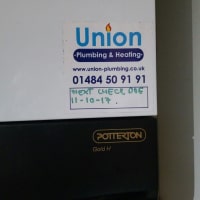 Union
Plumbing & Heating
www.union-plumbing.co.uk
01484 50 91 91
NEXT CHECK DUE
11-10-17.
POTTERTON
Gold H